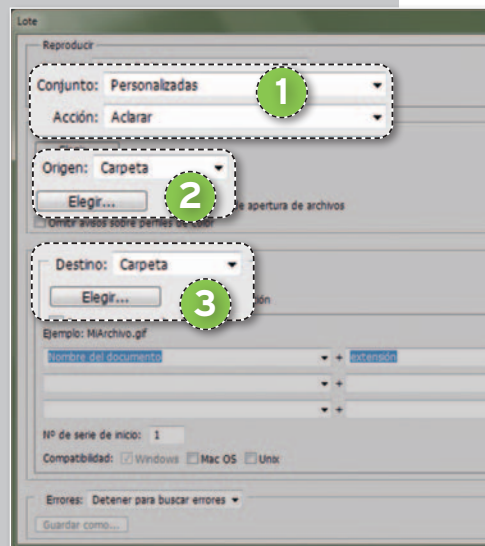 Lote
Reproducir
Conjunto: Personalizadas
1
Acción: Aclarar
Origen: Carpeta
2
Elegir...
de apertura de archivos
Omitir avisos sobre perfiles de color
Destino: Carpeta
Elegir...
3
Ejemplo: MiArchivo.gif
Nombre del documento + extensión
+
+
Nº de serie de inicio: 1
Compatibilidad: Windows Mac OS Unix
Errores: Detener para buscar errores
Guardar como...